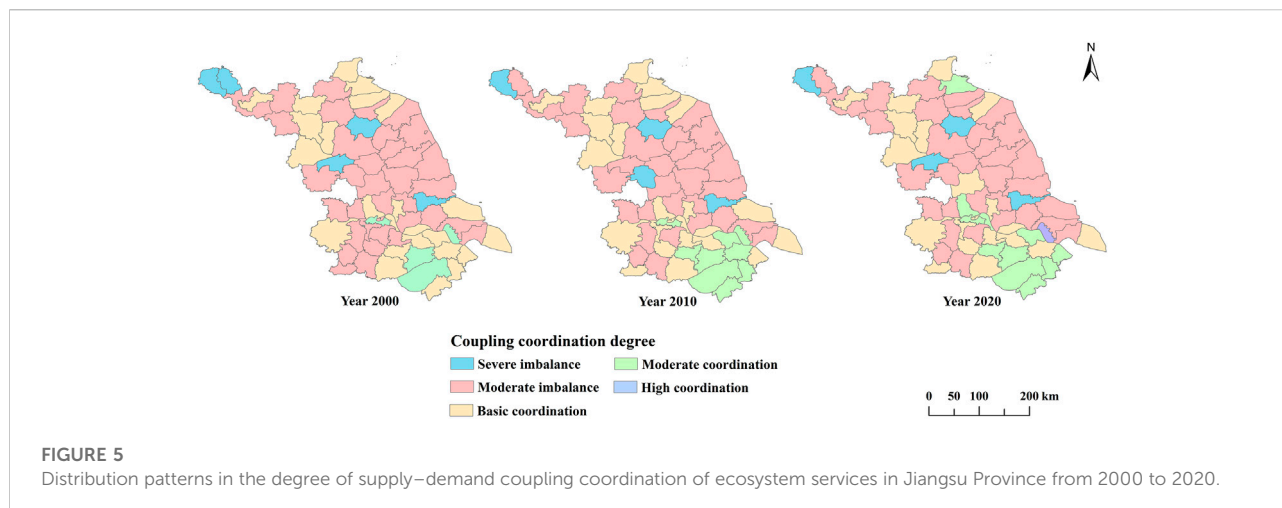 N
Year 2000
Year 2010
Year 2020
Coupling coordination degree
Severe imbalance
Moderate coordination
Moderate imbalance
High coordination
Basic coordination
0 50 100 200 km
FIGURE 5
Distribution patterns in the degree of supply–demand coupling coordination of ecosystem services in Jiangsu Province from 2000 to 2020.